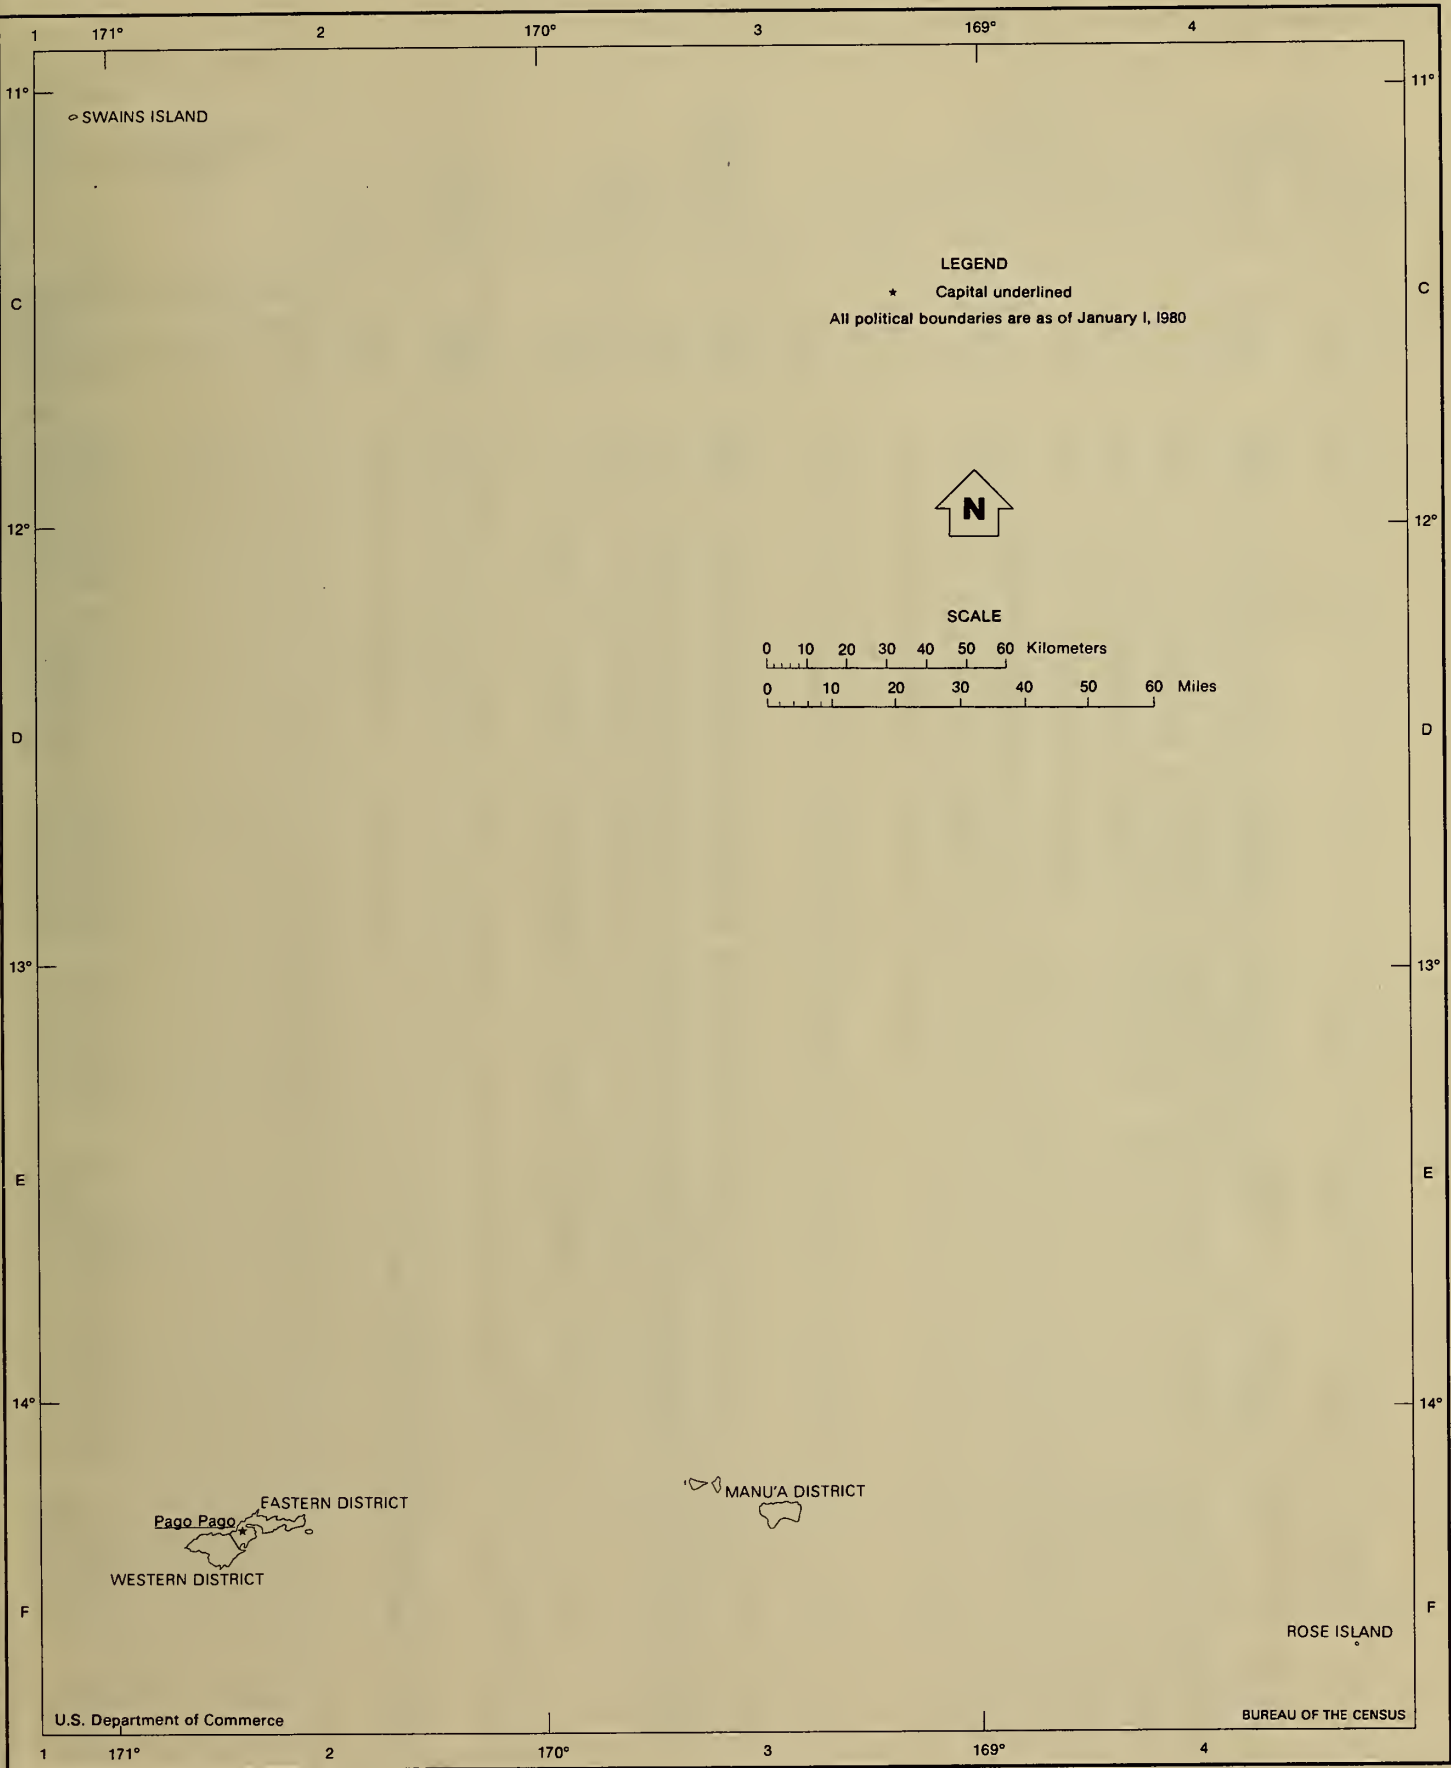 1 171° 2 170° 3 169° 4
11° 11°
SWAINS ISLAND
LEGEND
C C
★ Capital underlined
All political boundaries are as of January 1, 1980
N
12° 12°
SCALE
0 10 20 30 40 50 60 Kilometers
0 10 20 30 40 50 60 Miles
D D
13° 13°
E E
14° 14°
MANU'A DISTRICT
EASTERN DISTRICT
Pago Pago
WESTERN DISTRICT
F F
ROSE ISLAND
U.S. Department of Commerce
BUREAU OF THE CENSUS
1 171° 2 170° 3 169° 4